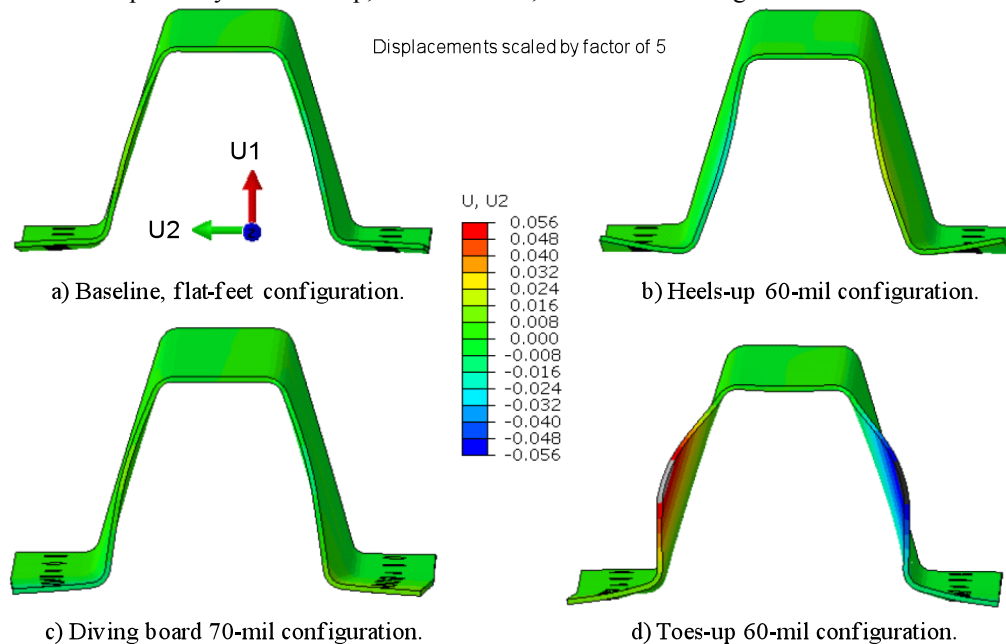 Displacements scaled by factor of 5
U1
U2
U, U2
0.056
0.048
0.040
0.032
0.024
0.016
0.008
0.000
-0.008
-0.016
-0.024
-0.032
-0.040
-0.048
-0.056
a) Baseline, flat-feet configuration.
b) Heels-up 60-mil configuration.
c) Diving board 70-mil configuration.
d) Toes-up 60-mil configuration.